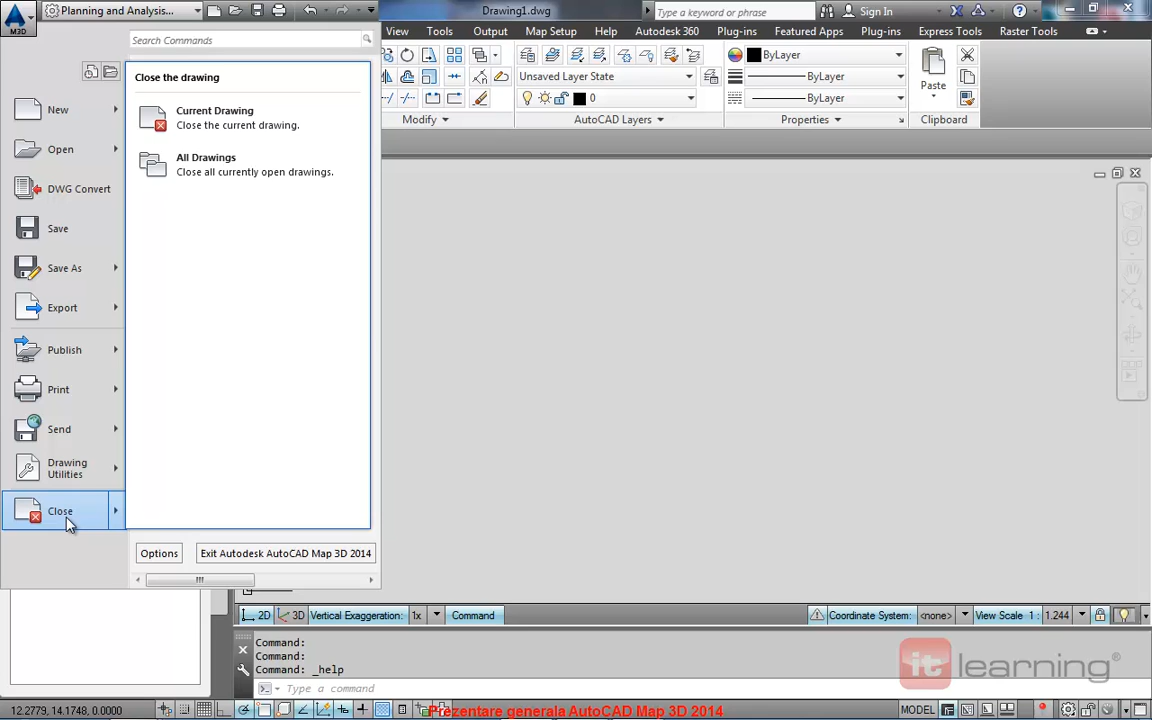 Planning and Analysis...
Drawing1.dwg
Type a keyword or phrase
Sign In
M3D
Search Commands
View
Tools
Output
Map Setup
Help
Autodesk 360
Plug-ins
Featured Apps
Plug-ins
Express Tools
Raster Tools
Close the drawing
Current Drawing
Close the current drawing.
All Drawings
Close all currently open drawings.
New
Open
DWG Convert
Save
Save As
Export
Publish
Print
Send
Drawing
Utilities
Close
Options
Exit Autodesk AutoCAD Map 3D 2014
Unsaved Layer State
0
ByLayer
ByLayer
ByLayer
Paste
Modify
AutoCAD Layers
Properties
Clipboard
2D
3D
Vertical Exaggeration:
1x
Command
Coordinate System:
<none>
View Scale 1:
1.244
Command:
Command:
Command: _help
Type a command
it learning®
12.2779, 14.1748, 0.0000
MODEL
Prezentare generala AutoCAD Map 3D 2014